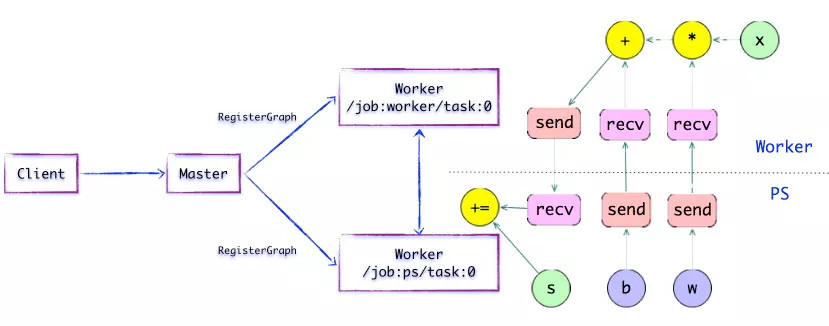 Client
Master
RegisterGraph
RegisterGraph
Worker
/job:worker/task:0
Worker
/job:ps/task:0
+
*
x
send
recv
recv
Worker
PS
+=
recv
send
send
s
b
w